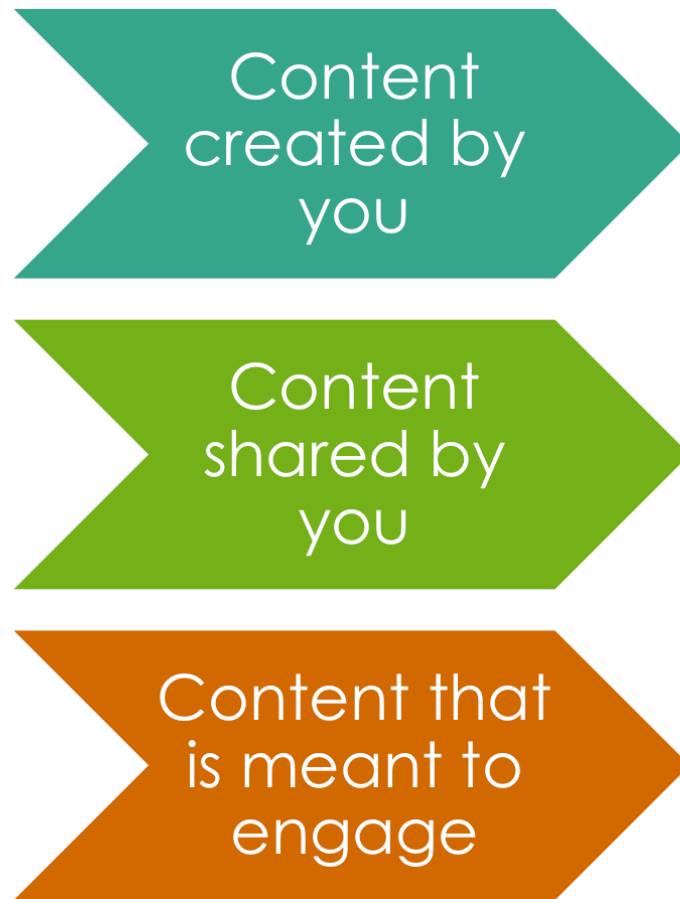 Content
created by
you
Content
shared by
you
Content that
is meant to
engage